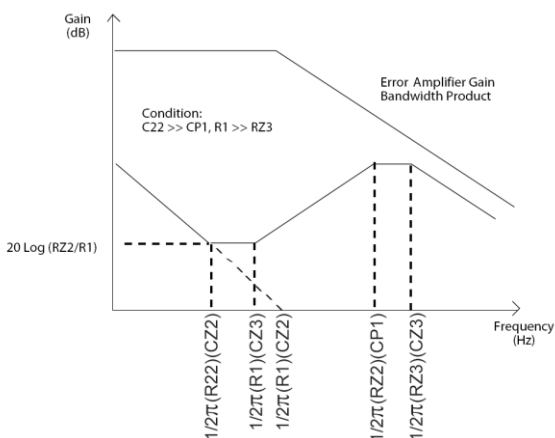 Gain
(dB)
Error Amplifier Gain
Bandwidth Product
Condition:
C22 >> CP1, R1 >> RZ3
20 Log (RZ2/R1)
Frequency
(Hz)
1/2π(R22)(CZ2)
1/2π(R1)(CZ3)
1/2π(R1)(CZ2)
1/2π(RZ2)(CP1)
1/2π(RZ3)(CZ3)